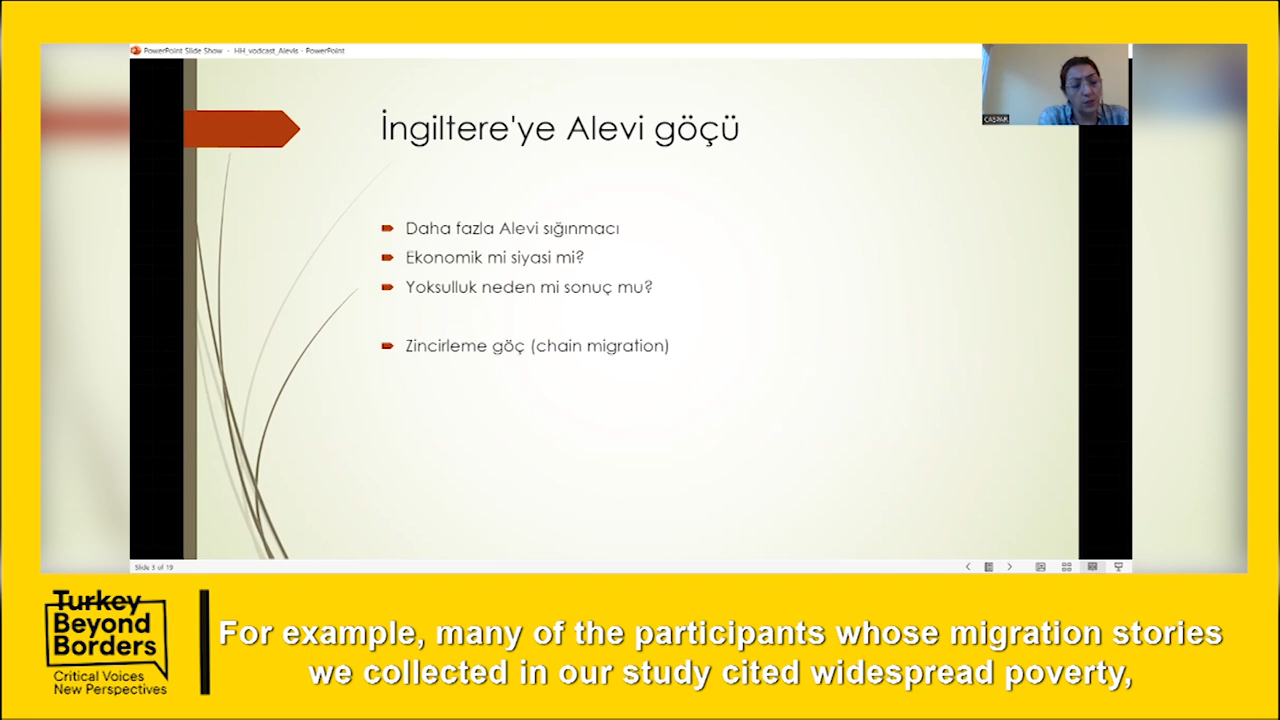 PowerPoint Slide Show - HH_vodcast_Alevis - PowerPoint
CASPAR
İngiltere'ye Alevi göçü
Daha fazla Alevi sığınmacı
Ekonomik mi siyasi mi?
Yoksulluk neden mi sonuç mu?
Zincirleme göç (chain migration)
Slide 3 of 19
Turkey
Beyond
Borders
Critical Voices
New Perspectives
For example, many of the participants whose migration stories
we collected in our study cited widespread poverty,